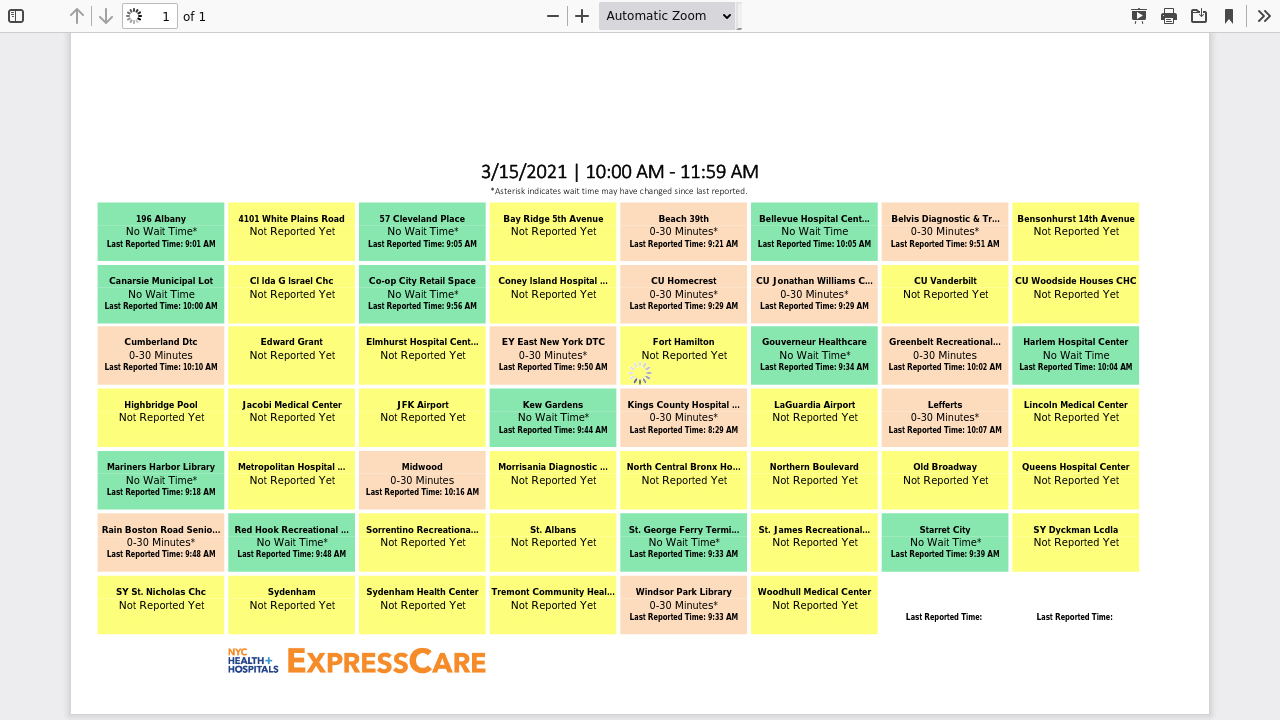 1 of 1 Automatic Zoom
3/15/2021 | 10:00 AM - 11:59 AM
*Asterisk indicates wait time may have changed since last reported.
196 Albany
No Wait Time*
Last Reported Time: 9:01 AM
4101 White Plains Road
Not Reported Yet
57 Cleveland Place
No Wait Time*
Last Reported Time: 9:05 AM
Bay Ridge 5th Avenue
Not Reported Yet
Beach 39th
0-30 Minutes*
Last Reported Time: 9:21 AM
Bellevue Hospital Cent...
No Wait Time
Last Reported Time: 10:05 AM
Belvis Diagnostic & Tr...
0-30 Minutes*
Last Reported Time: 9:51 AM
Bensonhurst 14th Avenue
Not Reported Yet
Canarsie Municipal Lot
No Wait Time
Last Reported Time: 10:00 AM
CI Ida G Israel Chc
Not Reported Yet
Co-op City Retail Space
No Wait Time*
Last Reported Time: 9:56 AM
Coney Island Hospital ...
Not Reported Yet
CU Homecrest
0-30 Minutes*
Last Reported Time: 9:29 AM
CU Jonathan Williams C...
0-30 Minutes*
Last Reported Time: 9:29 AM
CU Vanderbilt
Not Reported Yet
CU Woodside Houses CHC
Not Reported Yet
Cumberland Dtc
0-30 Minutes
Last Reported Time: 10:10 AM
Edward Grant
Not Reported Yet
Elmhurst Hospital Cent...
Not Reported Yet
EY East New York DTC
0-30 Minutes*
Last Reported Time: 9:50 AM
Fort Hamilton
Not Reported Yet
Gouverneur Healthcare
No Wait Time*
Last Reported Time: 9:34 AM
Greenbelt Recreational...
0-30 Minutes
Last Reported Time: 10:02 AM
Harlem Hospital Center
No Wait Time
Last Reported Time: 10:04 AM
Highbridge Pool
Not Reported Yet
Jacobi Medical Center
Not Reported Yet
JFK Airport
Not Reported Yet
Kew Gardens
No Wait Time*
Last Reported Time: 9:44 AM
Kings County Hospital ...
0-30 Minutes*
Last Reported Time: 8:29 AM
LaGuardia Airport
Not Reported Yet
Lefferts
0-30 Minutes*
Last Reported Time: 10:07 AM
Lincoln Medical Center
Not Reported Yet
Mariners Harbor Library
No Wait Time*
Last Reported Time: 9:18 AM
Metropolitan Hospital ...
Not Reported Yet
Midwood
0-30 Minutes
Last Reported Time: 10:16 AM
Morrisania Diagnostic ...
Not Reported Yet
North Central Bronx Ho...
Not Reported Yet
Northern Boulevard
Not Reported Yet
Old Broadway
Not Reported Yet
Queens Hospital Center
Not Reported Yet
Rain Boston Road Senio...
0-30 Minutes*
Last Reported Time: 9:48 AM
Red Hook Recreational ...
No Wait Time*
Last Reported Time: 9:48 AM
Sorrentino Recreationa...
Not Reported Yet
St. Albans
Not Reported Yet
St. George Ferry Termi...
No Wait Time*
Last Reported Time: 9:33 AM
St. James Recreational...
Not Reported Yet
Starret City
No Wait Time*
Last Reported Time: 9:39 AM
SY Dyckman Lcdla
Not Reported Yet
SY St. Nicholas Chc
Not Reported Yet
Sydenham
Not Reported Yet
Sydenham Health Center
Not Reported Yet
Tremont Community Heal...
Not Reported Yet
Windsor Park Library
0-30 Minutes*
Last Reported Time: 9:33 AM
Woodhull Medical Center
Not Reported Yet
Last Reported Time:
Last Reported Time:
NYC
HEALTH+
HOSPITALS
EXPRESSCARE